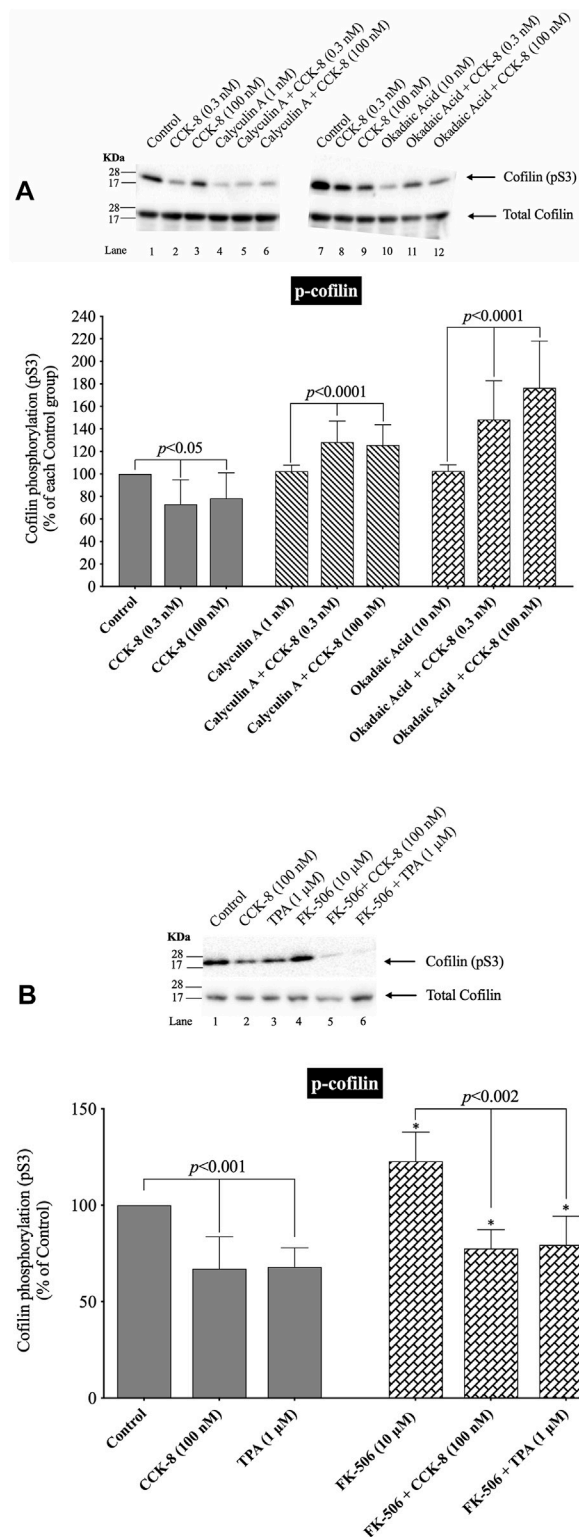 Control
CCK-8 (0.3 nM)
CCK-8 (100 nM)
Calyculin A (1 nM)
Calyculin A + CCK-8 (0.3 nM)
Calyculin A + CCK-8 (100 nM)
Control
CCK-8 (0.3 nM)
CCK-8 (100 nM)
Okadaic Acid (10 nM)
Okadaic Acid + CCK-8 (0.3 nM)
Okadaic Acid + CCK-8 (100 nM)
A
KDa
28
17
Cofilin (pS3)
28
17
Total Cofilin
Lane 1 2 3 4 5 6 7 8 9 10 11 12
p-cofilin
Cofilin phosphorylation (pS3)
(% of each Control group)
240
220
200
180
160
140
120
100
80
60
40
20
0
p<0.05
p<0.0001
p<0.0001
Control
CCK-8 (0.3 nM)
CCK-8 (100 nM)
Calyculin A (1 nM)
Calyculin A + CCK-8 (0.3 nM)
Calyculin A + CCK-8 (100 nM)
Okadaic Acid (10 nM)
Okadaic Acid + CCK-8 (0.3 nM)
Okadaic Acid + CCK-8 (100 nM)
Control
CCK-8 (100 nM)
TPA (1 µM)
FK-506 (10 µM)
FK-506+ CCK-8 (100 nM)
FK-506 + TPA (1 µM)
B
KDa
28
17
Cofilin (pS3)
28
17
Total Cofilin
Lane 1 2 3 4 5 6
p-cofilin
Cofilin phosphorylation (pS3)
(% of Control)
150
100
50
0
p<0.001
p<0.002
*
*
*
Control
CCK-8 (100 nM)
TPA (1 µM)
FK-506 (10 µM)
FK-506 + CCK-8 (100 nM)
FK-506 + TPA (1 µM)